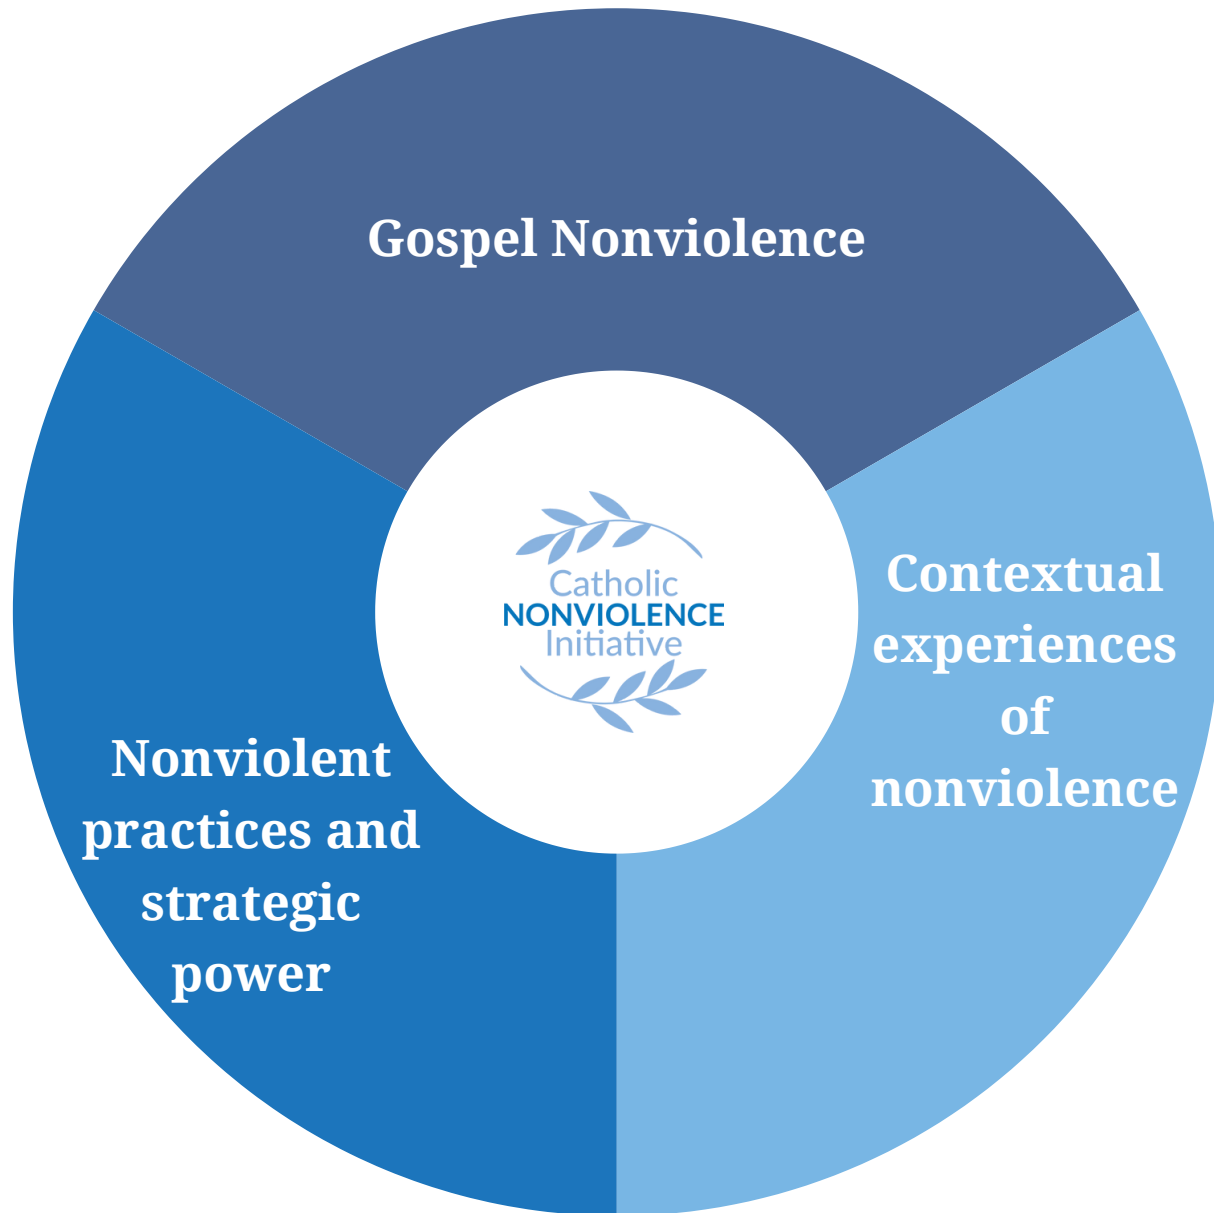 Gospel Nonviolence
Catholic
NONVIOLENCE
Initiative
Contextual
experiences
of
nonviolence
Nonviolent
practices and
strategic
power